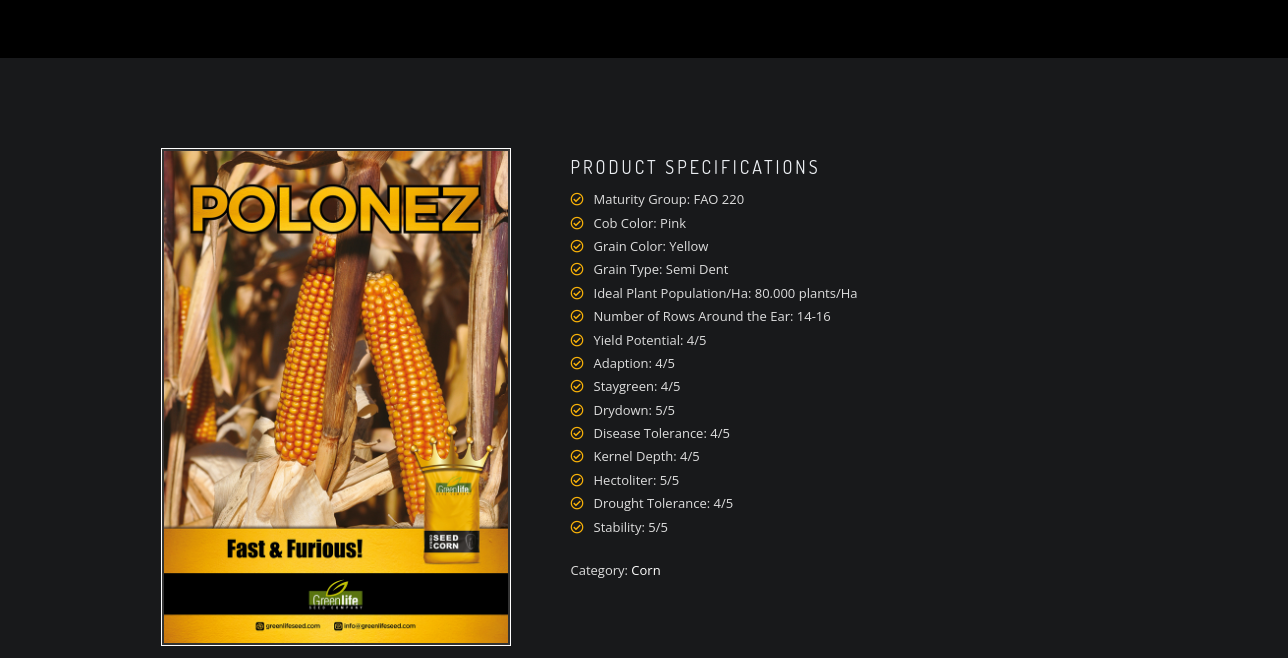 POLONEZ
Greenlife
SEED
CORN
Fast & Furious!
Greenlife
SEED COMPANY
greenlifeseed.com info@greenlifeseed.com
PRODUCT SPECIFICATIONS
Maturity Group: FAO 220
Cob Color: Pink
Grain Color: Yellow
Grain Type: Semi Dent
Ideal Plant Population/Ha: 80.000 plants/Ha
Number of Rows Around the Ear: 14-16
Yield Potential: 4/5
Adaption: 4/5
Staygreen: 4/5
Drydown: 5/5
Disease Tolerance: 4/5
Kernel Depth: 4/5
Hectoliter: 5/5
Drought Tolerance: 4/5
Stability: 5/5
Category: Corn